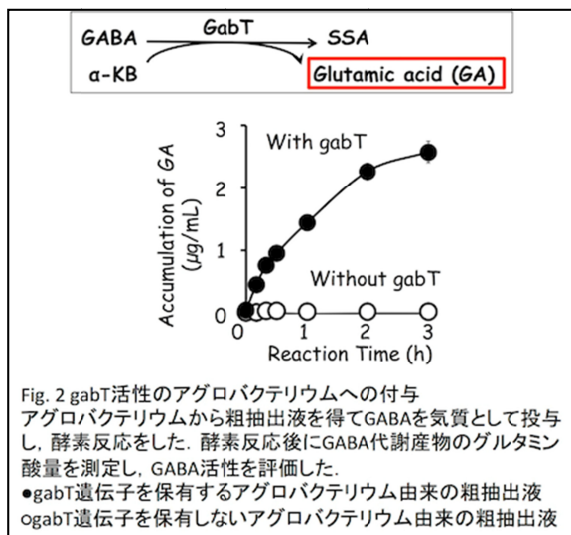 GabT
GABA SSA
α-KB Glutamic acid (GA)
3
With gabT
2
Accumulation of GA
(µg/mL)
1
Without gabT
0
0 1 2 3
Reaction Time (h)
Fig. 2 gabT活性のアグロバクテリウムへの付与
アグロバクテリウムから粗抽出液を得てGABAを気質として投与
し, 酵素反応をした. 酵素反応後にGABA代謝産物のグルタミン
酸量を測定し, GABA活性を評価した.
●gabT遺伝子を保有するアグロバクテリウム由来の粗抽出液
○gabT遺伝子を保有しないアグロバクテリウム由来の粗抽出液